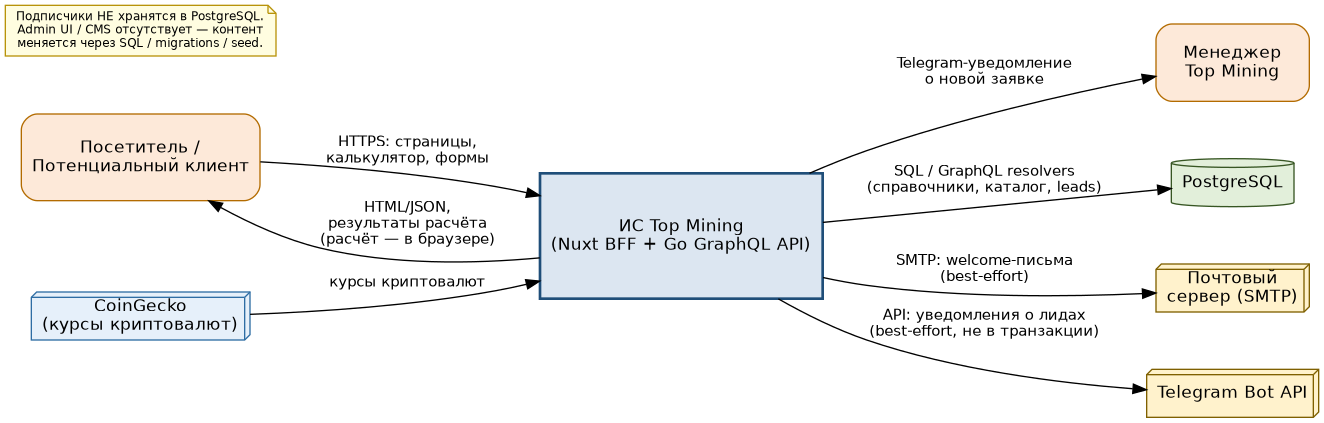 Подписчики НЕ хранятся в PostgreSQL.
Admin UI / CMS отсутствует — контент
меняется через SQL / migrations / seed.
Посетитель /
Потенциальный клиент
HTTPS: страницы,
калькулятор, формы
HTML/JSON,
результаты расчёта
(расчёт — в браузере)
CoinGecko
(курсы криптовалют)
курсы криптовалют
ИС Top Mining
(Nuxt BFF + Go GraphQL API)
Telegram-уведомление
о новой заявке
Менеджер
Top Mining
SQL / GraphQL resolvers
(справочники, каталог, leads)
PostgreSQL
SMTP: welcome-письма
(best-effort)
Почтовый
сервер (SMTP)
API: уведомления о лидах
(best-effort, не в транзакции)
Telegram Bot API